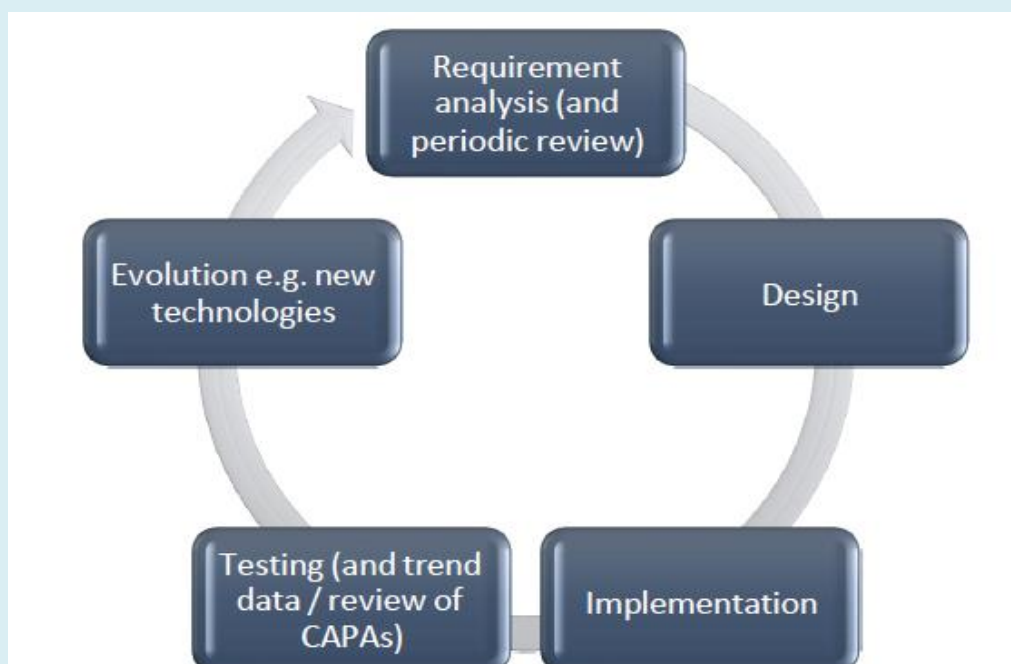 Requirement
analysis (and
periodic review)
Design
Implementation
Testing (and trend
data / review of
CAPAs)
Evolution e.g. new
technologies